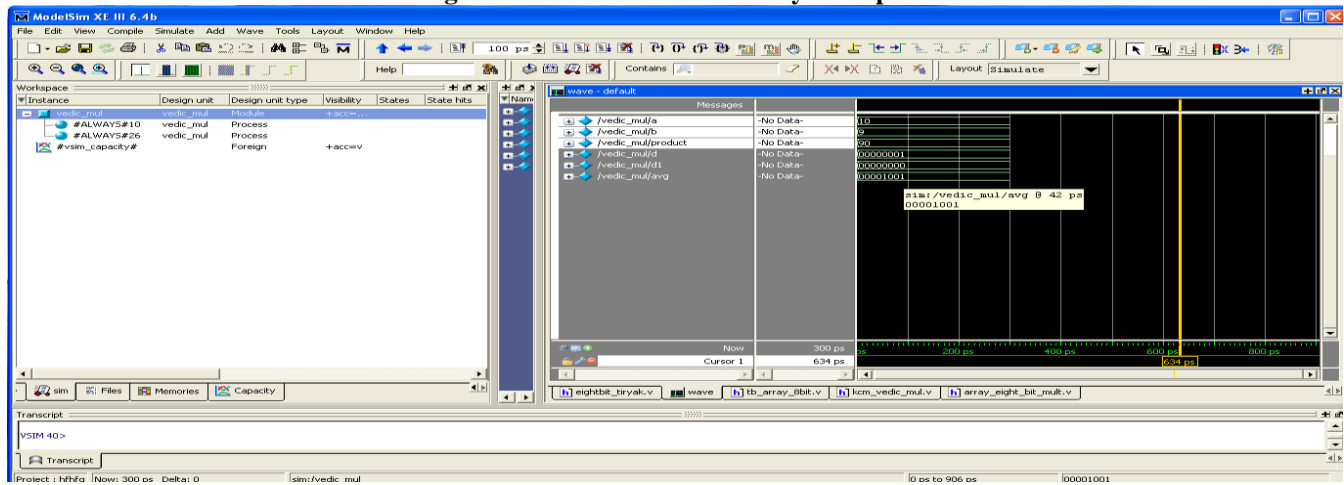 ModelSim XE III 6.4b
File Edit View Compile Simulate Add Wave Tools Layout Window Help
100 ps
Help Contains Layout Simulate
Workspace
Instance Design unit Design unit type Visibility States State hits
vedic_mul vedic_mul Module +acc=...
#ALWAYS#10 vedic_mul Process
#ALWAYS#26 vedic_mul Process
#vsim_capacity# Foreign +acc=v
sim Files Memories Capacity
Name
wave - default
Messages
/vedic_mul/a -No Data- 10
/vedic_mul/b -No Data- 9
/vedic_mul/product -No Data- 90
/vedic_mul/d -No Data- 00000001
/vedic_mul/d1 -No Data- 00000000
/vedic_mul/avg -No Data- 00001001
sim:/vedic_mul/avg @ 42 ps
00001001
Now 300 ps ps 200 ps 400 ps 600 ps 800 ps
Cursor 1 634 ps 634 ps
eightbit_tiryak.v wave tb_array_8bit.v kcm_vedic_mul.v array_eight_bit_mult.v
Transcript
VSIM 40>
Transcript
Project : hfhfg Now: 300 ps Delta: 0 sim:/vedic_mul 0 ps to 906 ps 00001001